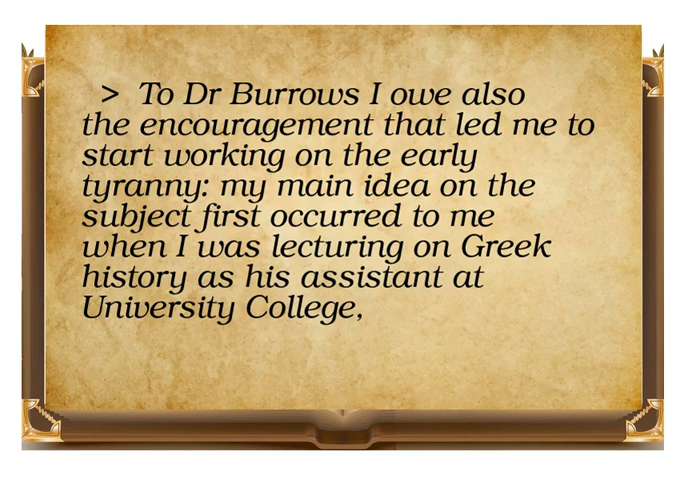 > To Dr Burrows I owe also
the encouragement that led me to
start working on the early
tyranny: my main idea on the
subject first occurred to me
when I was lecturing on Greek
history as his assistant at
University College,